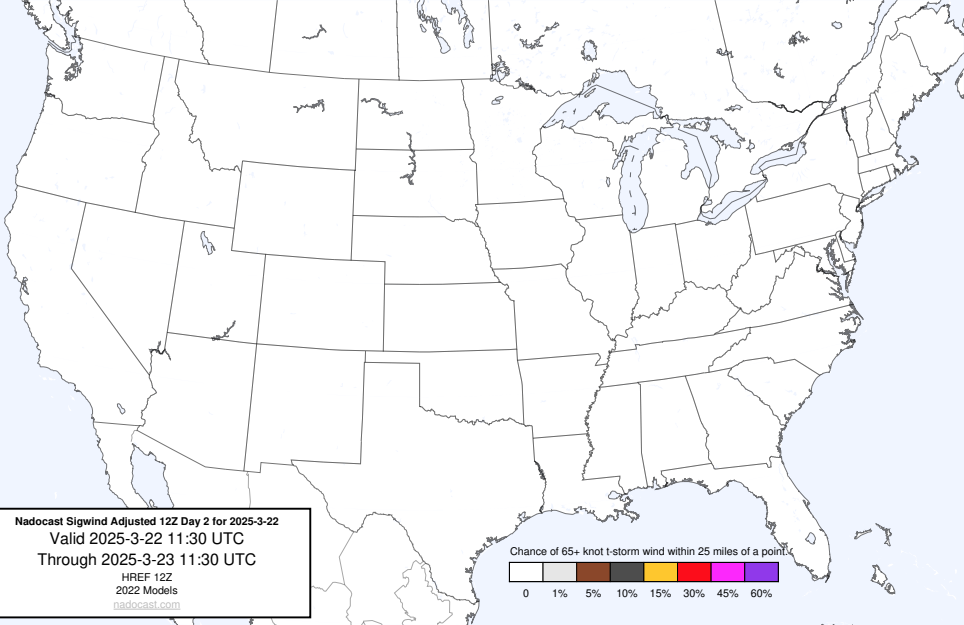 Nadocast Sigwind Adjusted 12Z Day 2 for 2025-3-22
Valid 2025-3-22 11:30 UTC
Through 2025-3-23 11:30 UTC
HREF 12Z
2022 Models
nadocast.com
Chance of 65+ knot t-storm wind within 25 miles of a point.
0 1% 5% 10% 15% 30% 45% 60%